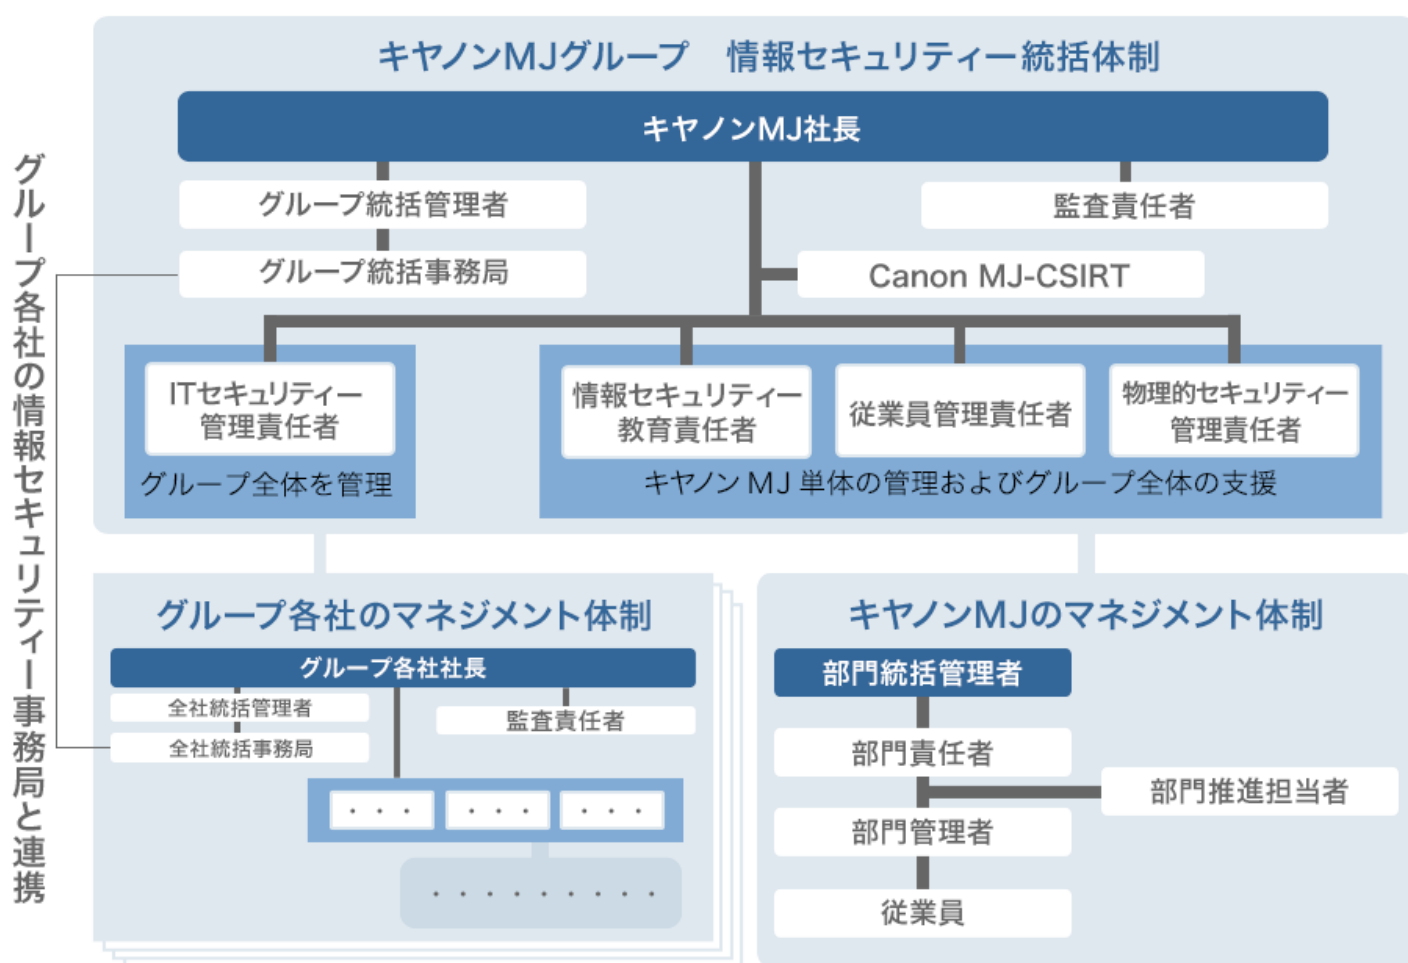 キヤノンMJグループ　情報セキュリティー統括体制
キヤノンMJ社長
グループ統括管理者
監査責任者
グループ統括事務局
Canon MJ-CSIRT
ITセキュリティー
管理責任者
グループ全体を管理
情報セキュリティー
教育責任者
従業員管理責任者
物理的セキュリティー
管理責任者
キヤノン MJ 単体の管理およびグループ全体の支援
グループ各社の情報セキュリティー事務局と連携
グループ各社のマネジメント体制
グループ各社社長
全社統括管理者
監査責任者
全社統括事務局
・・・
・・・
・・・
・・・・・・・・・
キヤノンMJのマネジメント体制
部門統括管理者
部門責任者
部門推進担当者
部門管理者
従業員